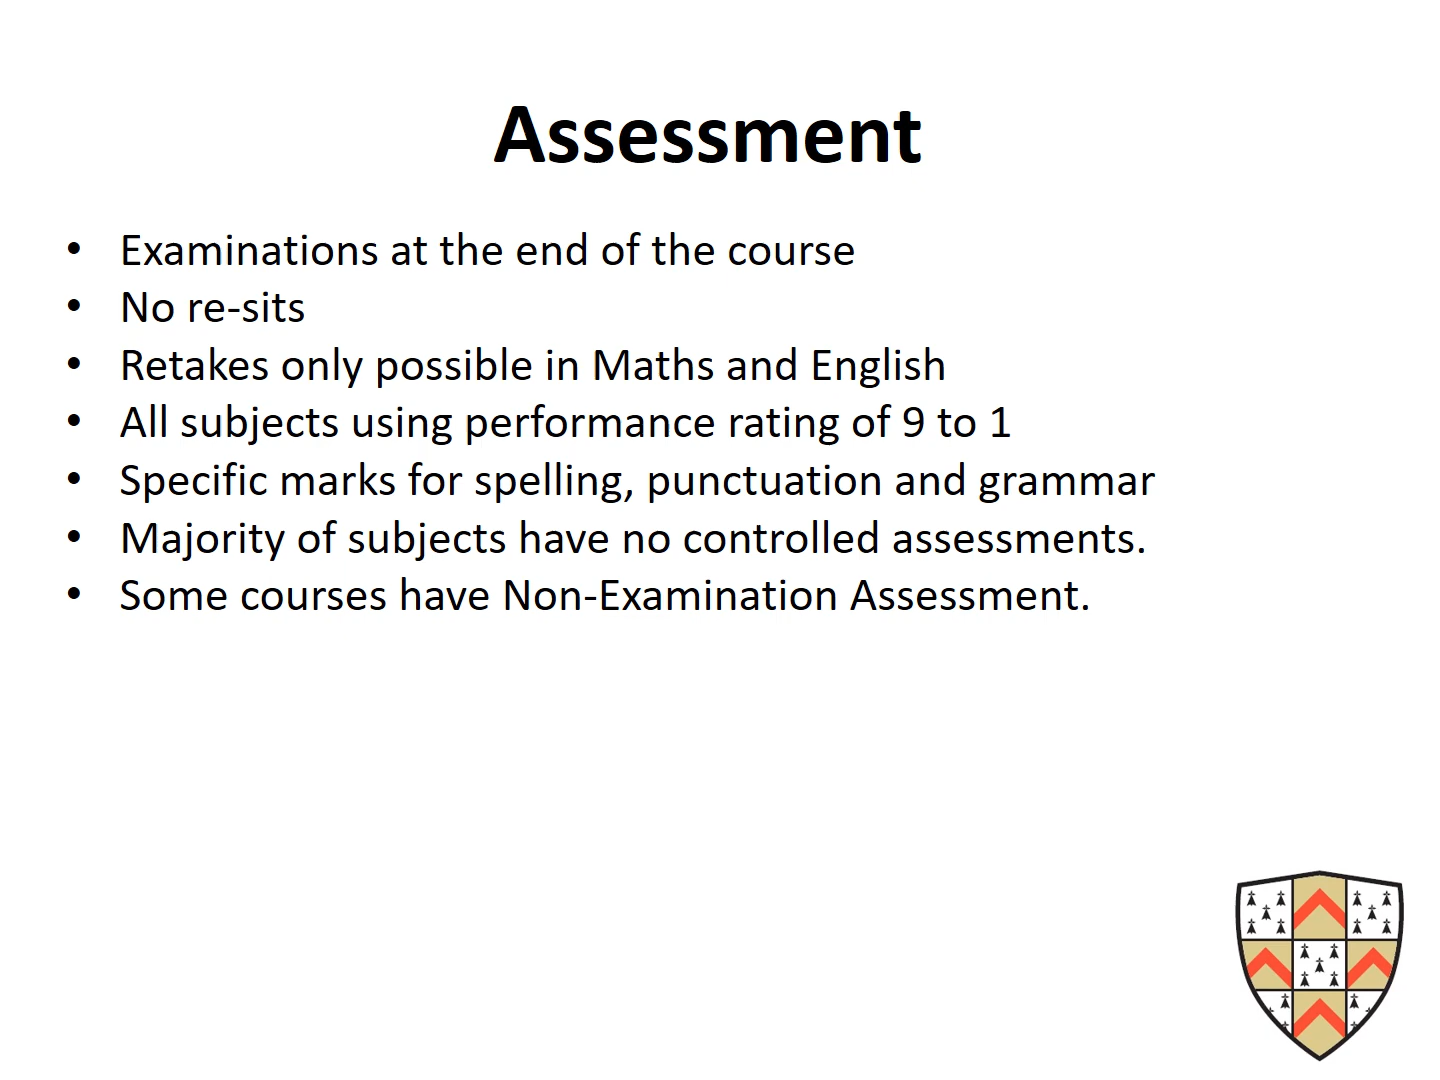 Assessment
• Examinations at the end of the course
• No re-sits
• Retakes only possible in Maths and English
• All subjects using performance rating of 9 to 1
• Specific marks for spelling, punctuation and grammar
• Majority of subjects have no controlled assessments.
• Some courses have Non-Examination Assessment.